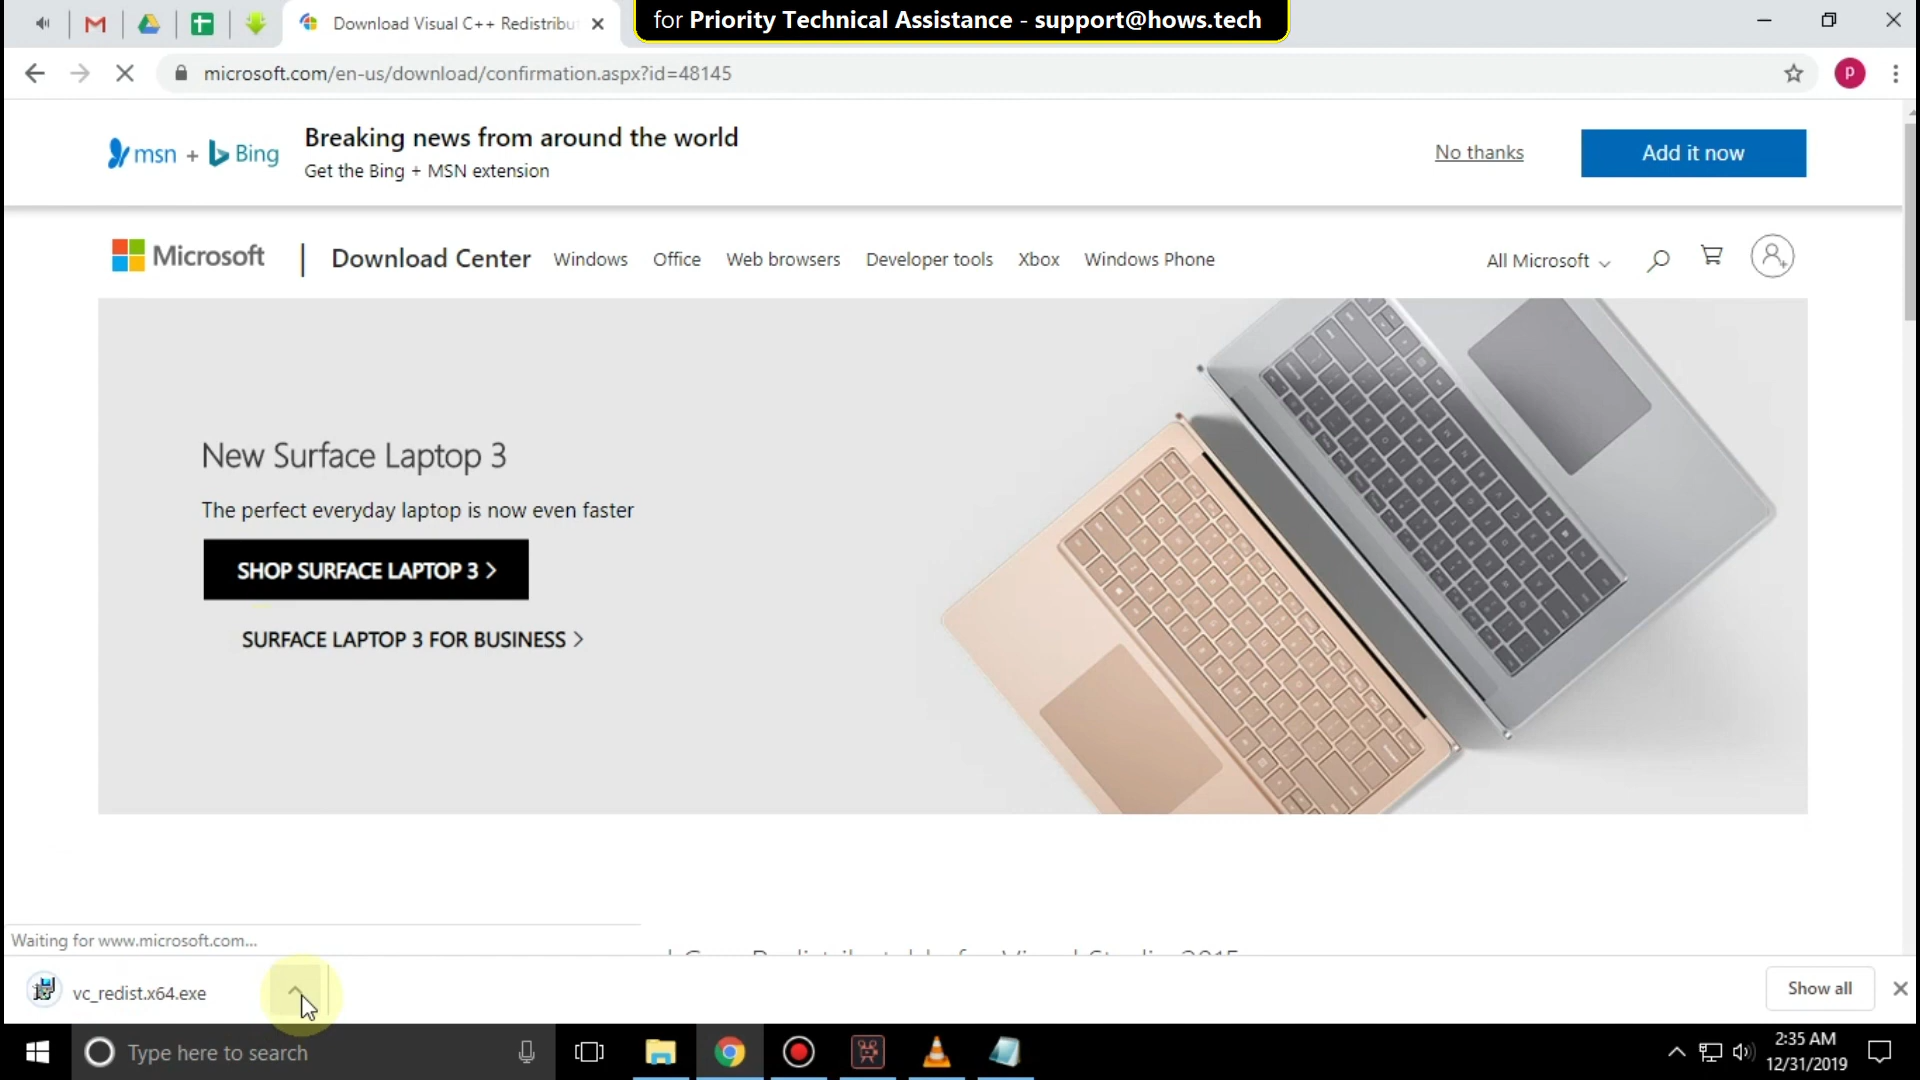 for Priority Technical Assistance - support@hows.tech
Download Visual C++ Redistribu
microsoft.com/en-us/download/confirmation.aspx?id=48145
P
msn + Bing
Breaking news from around the world
Get the Bing + MSN extension
No thanks
Add it now
Microsoft
Download Center
Windows
Office
Web browsers
Developer tools
Xbox
Windows Phone
All Microsoft
New Surface Laptop 3
The perfect everyday laptop is now even faster
SHOP SURFACE LAPTOP 3 >
SURFACE LAPTOP 3 FOR BUSINESS >
Waiting for www.microsoft.com...
vc_redist.x64.exe
Show all
Type here to search
2:35 AM
12/31/2019